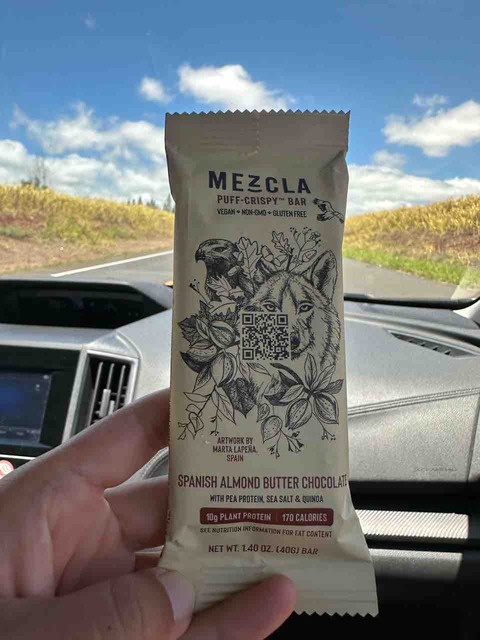 MEZCLA
PUFF-CRISPY™ BAR
VEGAN • NON-GMO • GLUTEN FREE
ARTWORK BY
MARTA LAPEÑA,
SPAIN
SPANISH ALMOND BUTTER CHOCOLATE
WITH PEA PROTEIN, SEA SALT & QUINOA
10g PLANT PROTEIN | 170 CALORIES
SEE NUTRITION INFORMATION FOR FAT CONTENT
NET WT. 1.40 OZ. (40G) BAR